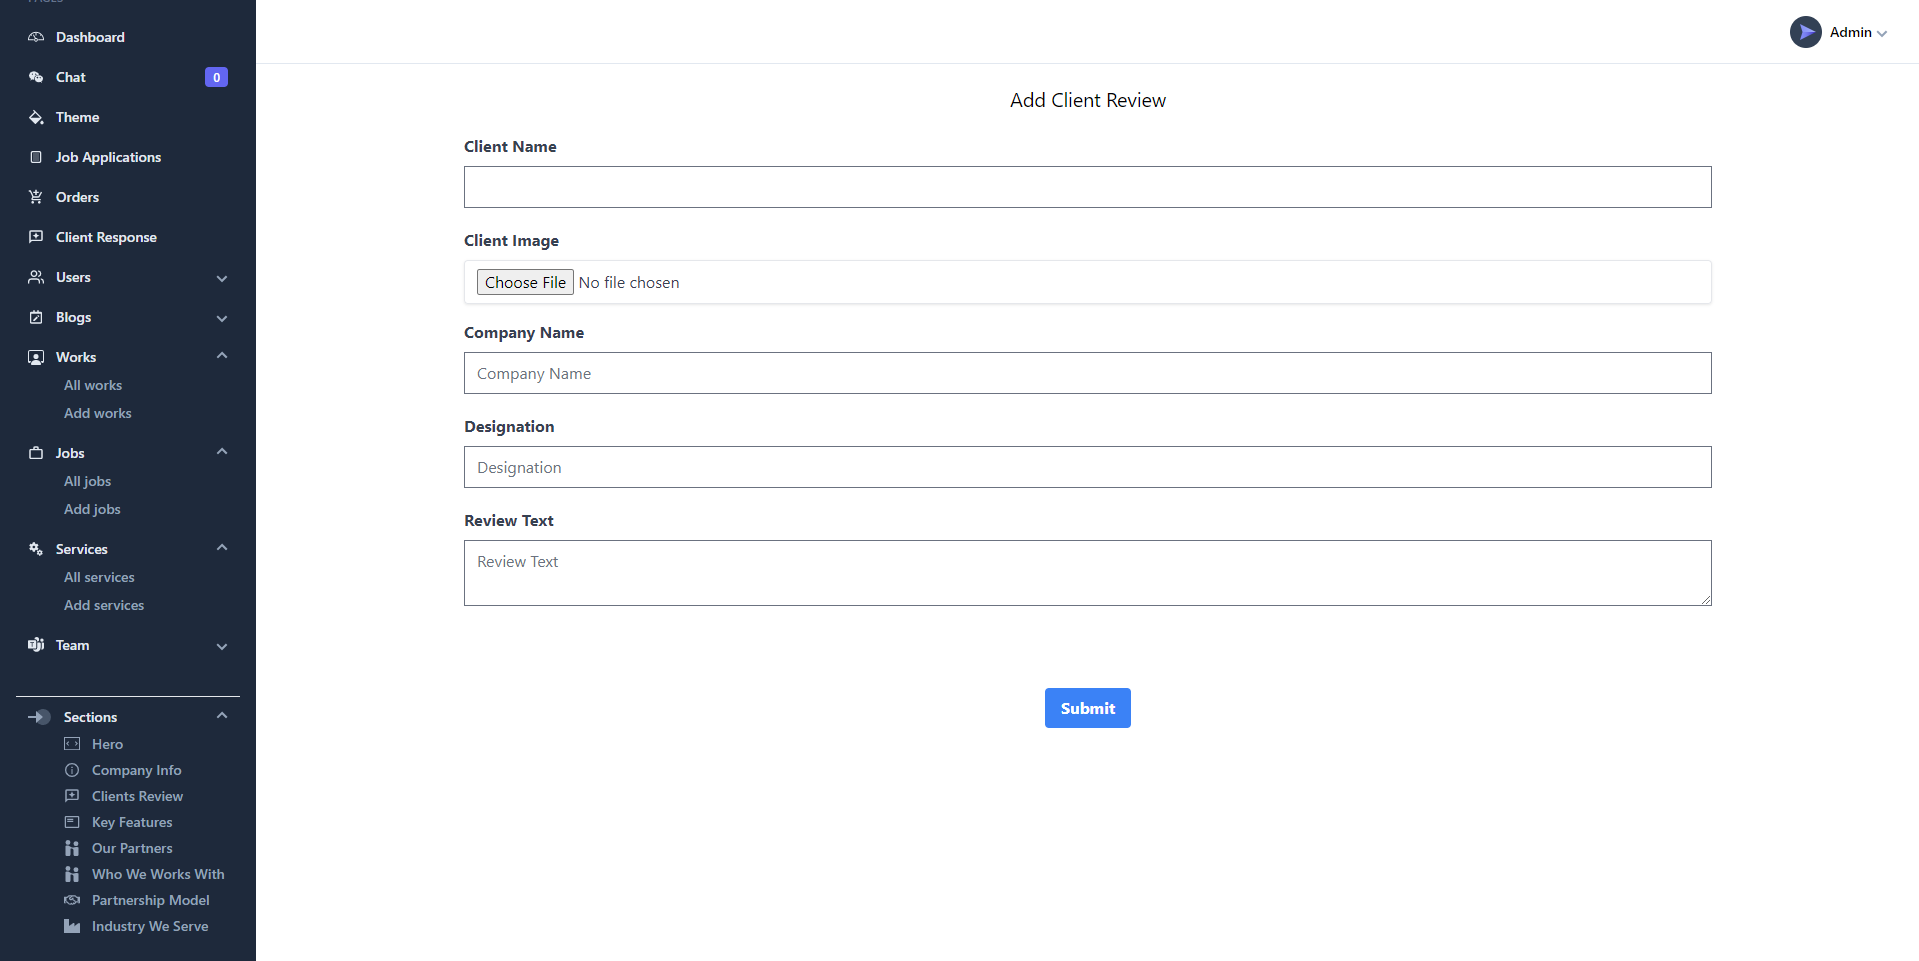 Dashboard
Chat 0
Theme
Job Applications
Orders
Client Response
Users
Blogs
Works
All works
Add works
Jobs
All jobs
Add jobs
Services
All services
Add services
Team
Sections
Hero
Company Info
Clients Review
Key Features
Our Partners
Who We Works With
Partnership Model
Industry We Serve
Admin
Add Client Review
Client Name
Client Image
Choose File No file chosen
Company Name
Company Name
Designation
Designation
Review Text
Review Text
Submit